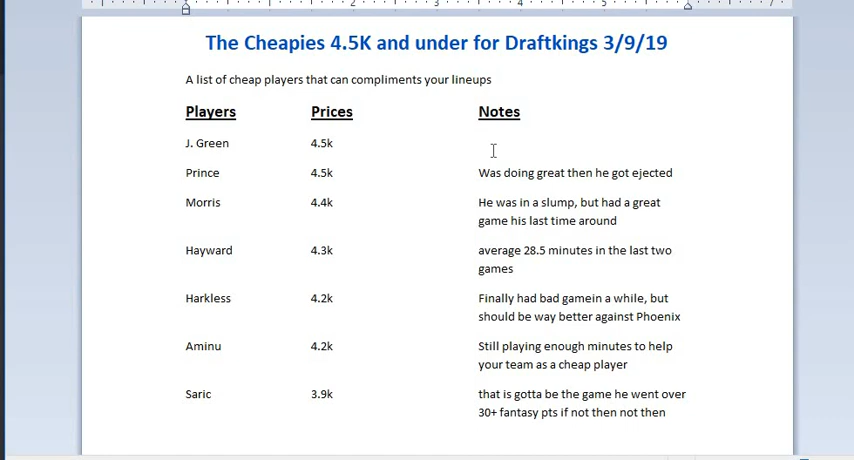 The Cheapies 4.5K and under for Draftkings 3/9/19
A list of cheap players that can compliments your lineups
Players Prices Notes
J. Green 4.5k
Prince 4.5k Was doing great then he got ejected
Morris 4.4k He was in a slump, but had a great
game his last time around
Hayward 4.3k average 28.5 minutes in the last two
games
Harkless 4.2k Finally had bad gamein a while, but
should be way better against Phoenix
Aminu 4.2k Still playing enough minutes to help
your team as a cheap player
Saric 3.9k that is gotta be the game he went over
30+ fantasy pts if not then not then